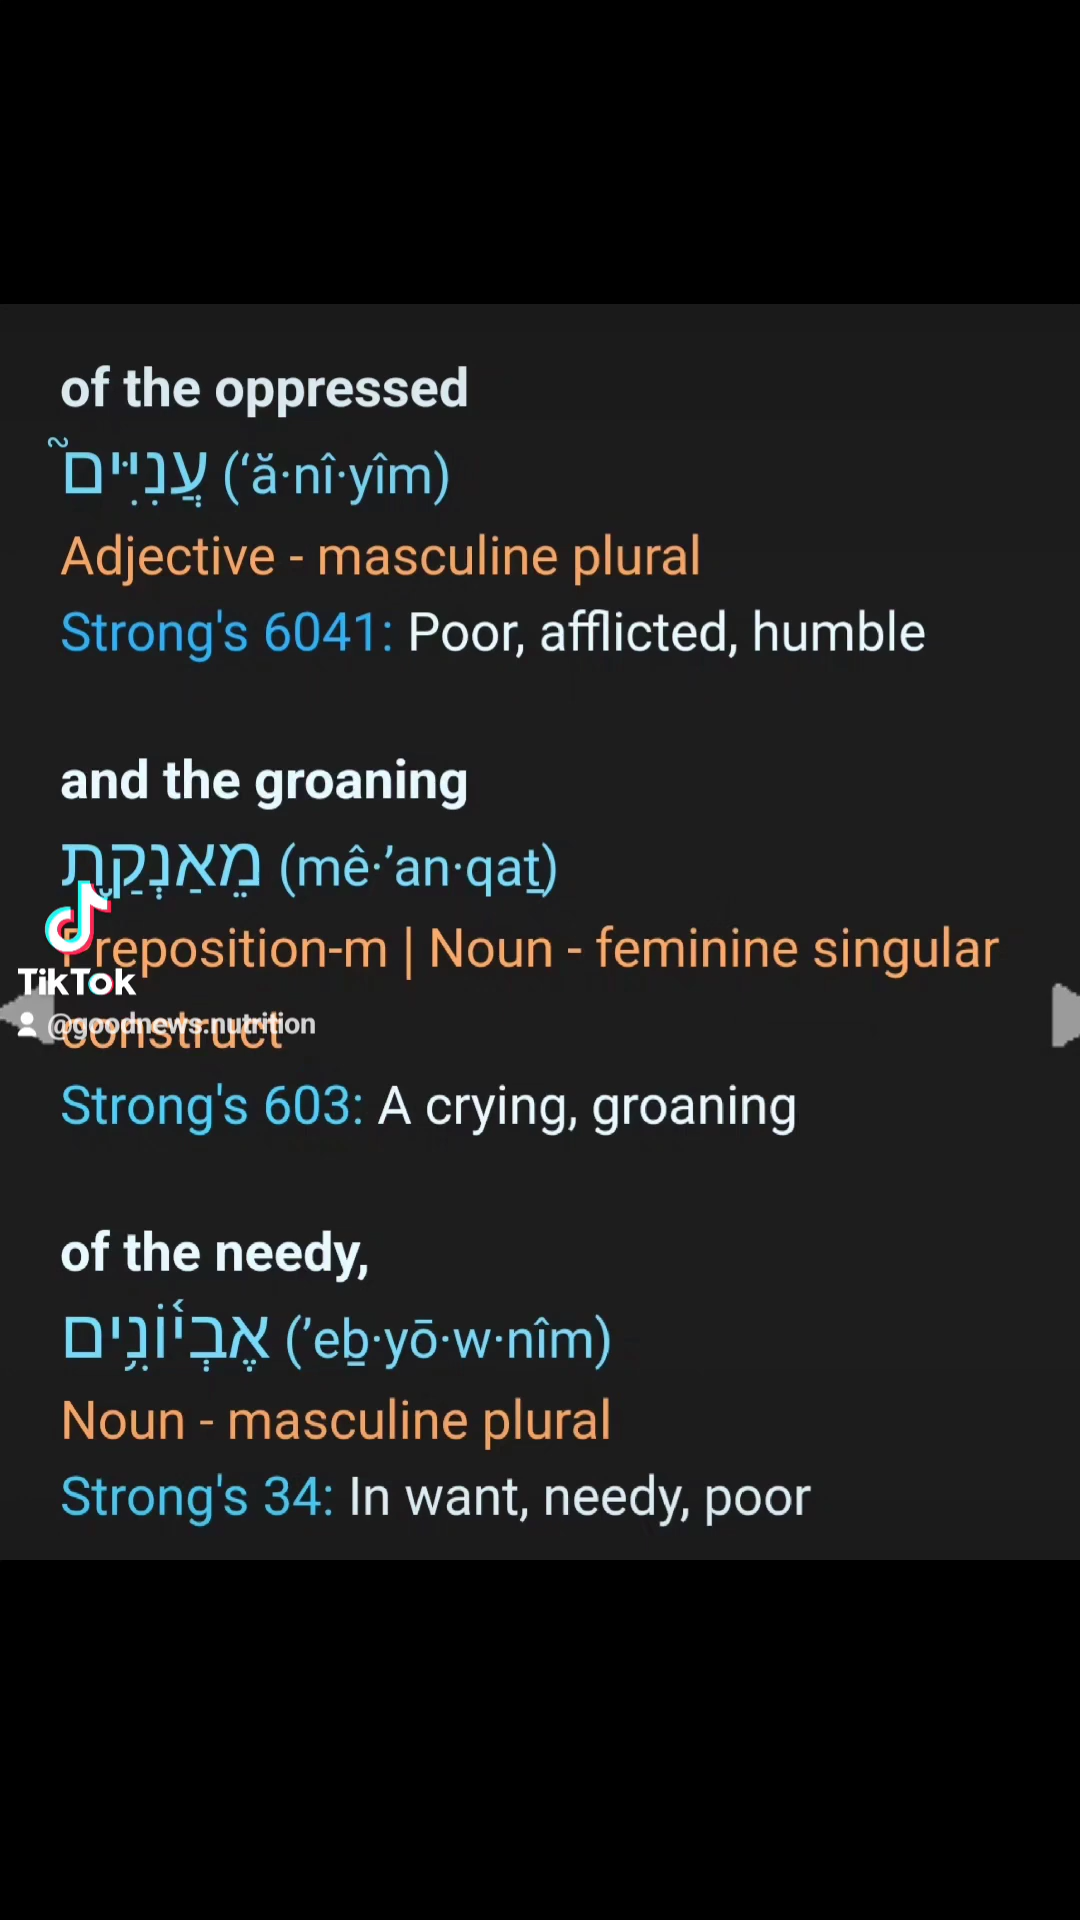 of the oppressed
עֲנִיִּים֮ (‘ă·nî·yîm)
Adjective - masculine plural
Strong's 6041: Poor, afflicted, humble
and the groaning
מֵאַנְקַ֪ת (mê·’an·qaṯ)
Preposition-m | Noun - feminine singular
construct
TikTok
@goodnews.nutrition
Strong's 603: A crying, groaning
of the needy,
אֶבְי֫וֹנִ֥ים (’eḇ·yō·w·nîm)
Noun - masculine plural
Strong's 34: In want, needy, poor